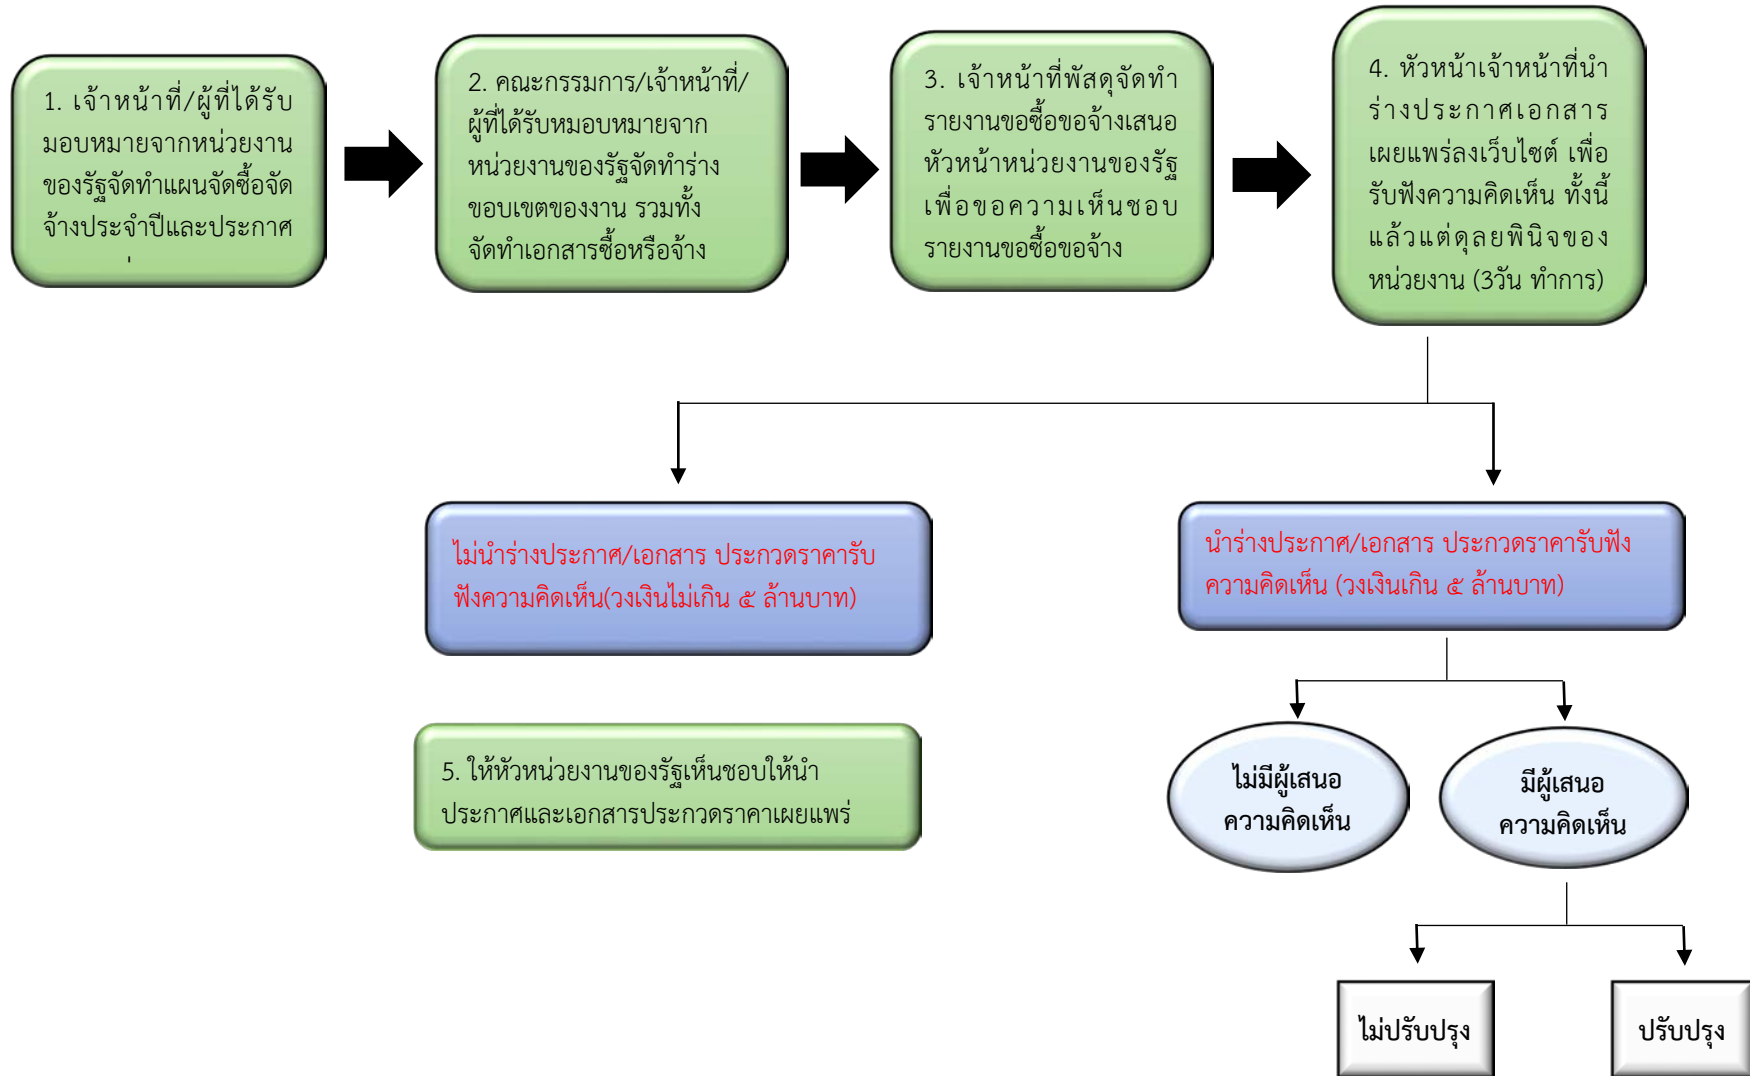 1. เจ้าหน้าที่/ผู้ที่ได้รับ
มอบหมายจากหน่วยงาน
ของรัฐจัดทำแผนจัดซื้อจัด
จ้างประจำปีและประกาศ
2. คณะกรรมการ/เจ้าหน้าที่/
ผู้ที่ได้รับหมอบหมายจาก
หน่วยงานของรัฐจัดทำร่าง
ขอบเขตของงาน รวมทั้ง
จัดทำเอกสารซื้อหรือจ้าง
3. เจ้าหน้าที่พัสดุจัดทำ
รายงานขอซื้อขอจ้างเสนอ
หัวหน้าหน่วยงานของรัฐ
เพื่อขอความเห็นชอบ
รายงานขอซื้อขอจ้าง
4. หัวหน้าเจ้าหน้าที่นำ
ร่างประกาศเอกสาร
เผยแพร่ลงเว็บไซต์ เพื่อ
รับฟังความคิดเห็น ทั้งนี้
แล้วแต่ดุลยพินิจของ
หน่วยงาน (3วัน ทำการ)
ไม่นำร่างประกาศ/เอกสาร ประกวดราคารับ
ฟังความคิดเห็น(วงเงินไม่เกิน ๕ ล้านบาท)
นำร่างประกาศ/เอกสาร ประกวดราคารับฟัง
ความคิดเห็น (วงเงินเกิน ๕ ล้านบาท)
5. ให้หัวหน่วยงานของรัฐเห็นชอบให้นำ
ประกาศและเอกสารประกวดราคาเผยแพร่
ไม่มีผู้เสนอ
ความคิดเห็น
มีผู้เสนอ
ความคิดเห็น
ไม่ปรับปรุง
ปรับปรุง